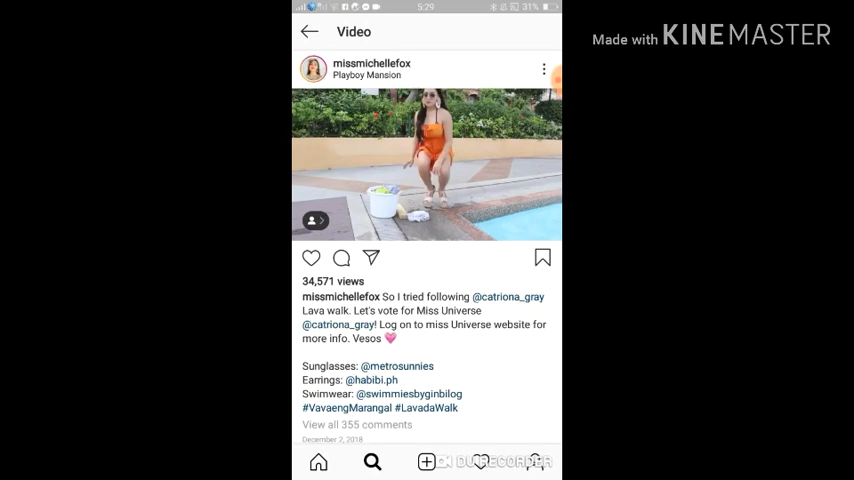 5:29
31%
Made with KINEMASTER
Video
missmichellefox
Playboy Mansion
34,571 views
missmichellefox So I tried following @catriona_gray
Lava walk. Let's vote for Miss Universe
@catriona_gray! Log on to miss Universe website for
more info. Vesos 💗
Sunglasses: @metrosunnies
Earrings: @habibi.ph
Swimwear: @swimmiesbyginbilog
#VavaengMarangal #LavadaWalk
View all 355 comments
December 2, 2018
DU RECORDER